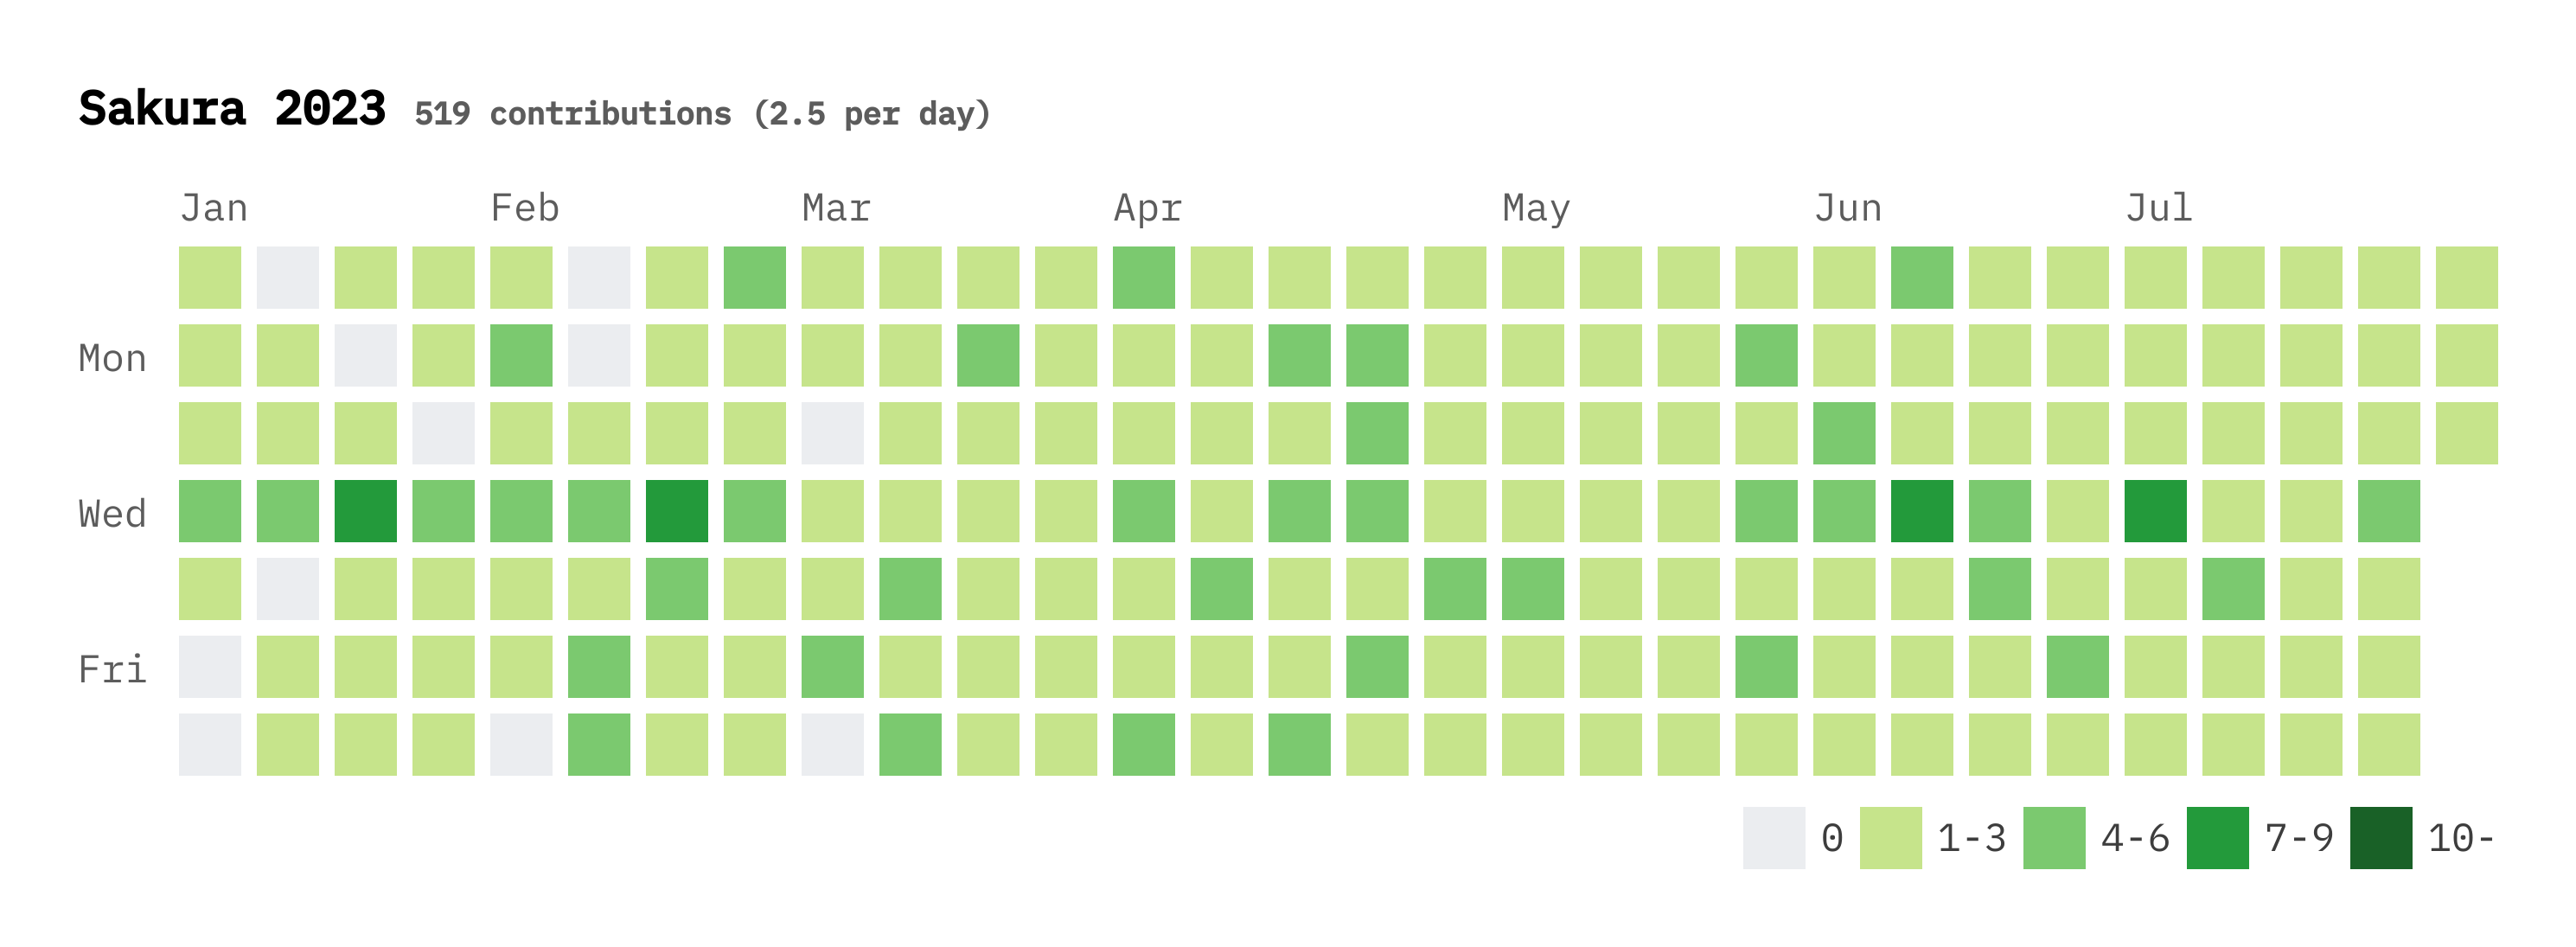 Sakura 2023 519 contributions (2.5 per day)
Jan Feb Mar Apr May Jun Jul
Mon
Wed
Fri
0 1-3 4-6 7-9 10-